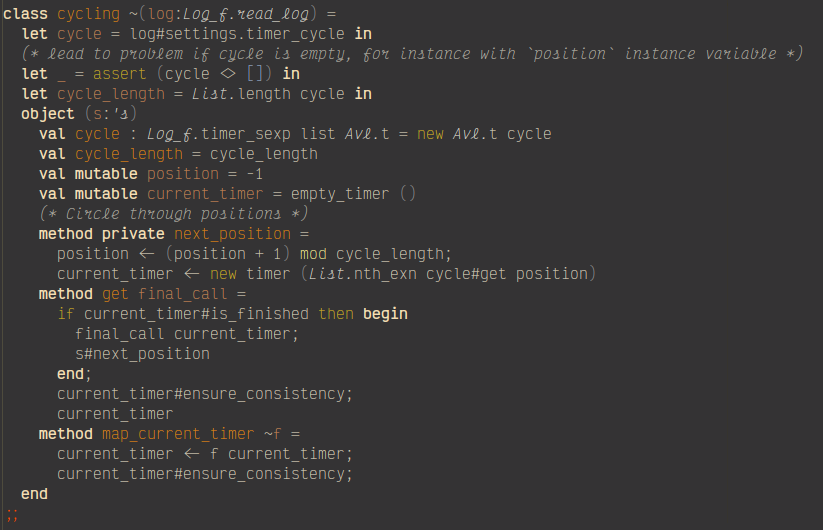 class cycling ~(log:Log_f.read_log) =
  let cycle = log#settings.timer_cycle in
  (* lead to problem if cycle is empty, for instance with `position` instance variable *)
  let _ = assert (cycle <> []) in
  let cycle_length = List.length cycle in
  object (s:'s)
    val cycle : Log_f.timer_sexp list Avl.t = new Avl.t cycle
    val cycle_length = cycle_length
    val mutable position = -1
    val mutable current_timer = empty_timer ()
    (* Circle through positions *)
    method private next_position =
      position <- (position + 1) mod cycle_length;
      current_timer <- new timer (List.nth_exn cycle#get position)
    method get final_call =
      if current_timer#is_finished then begin
        final_call current_timer;
        s#next_position
      end;
      current_timer#ensure_consistency;
      current_timer
    method map_current_timer ~f =
      current_timer <- f current_timer;
      current_timer#ensure_consistency;
  end
;;